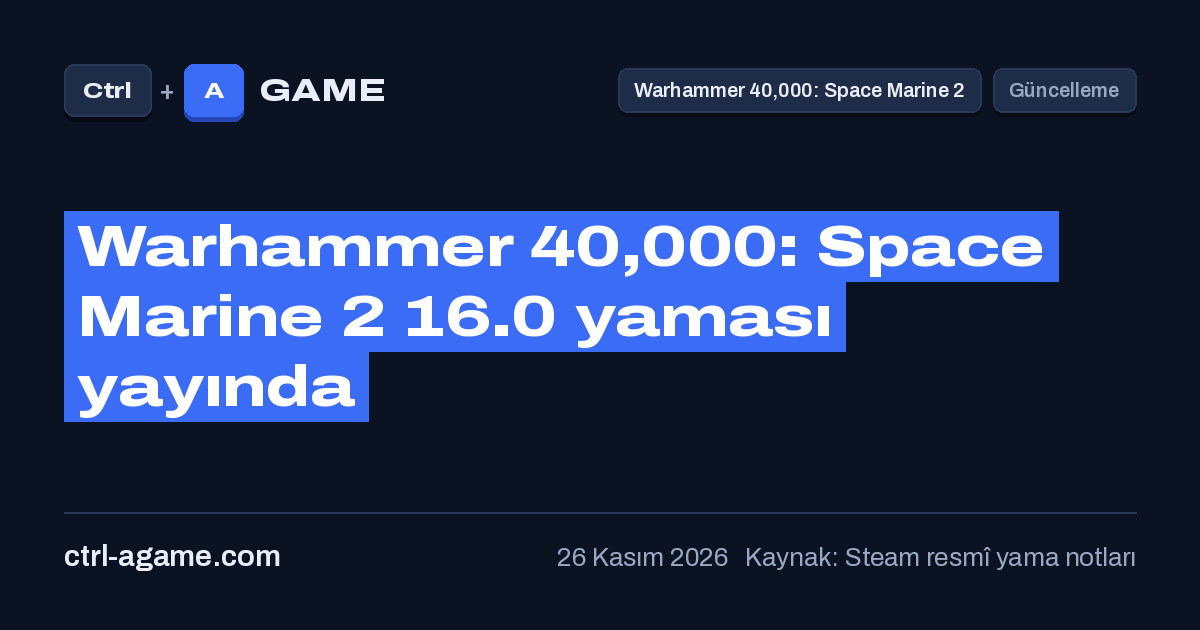 Ctrl + A GAME
Warhammer 40,000: Space Marine 2 Güncelleme
Warhammer 40,000: Space
Marine 2 16.0 yaması
yayında
ctrl-agame.com
26 Kasım 2026 Kaynak: Steam resmî yama notları